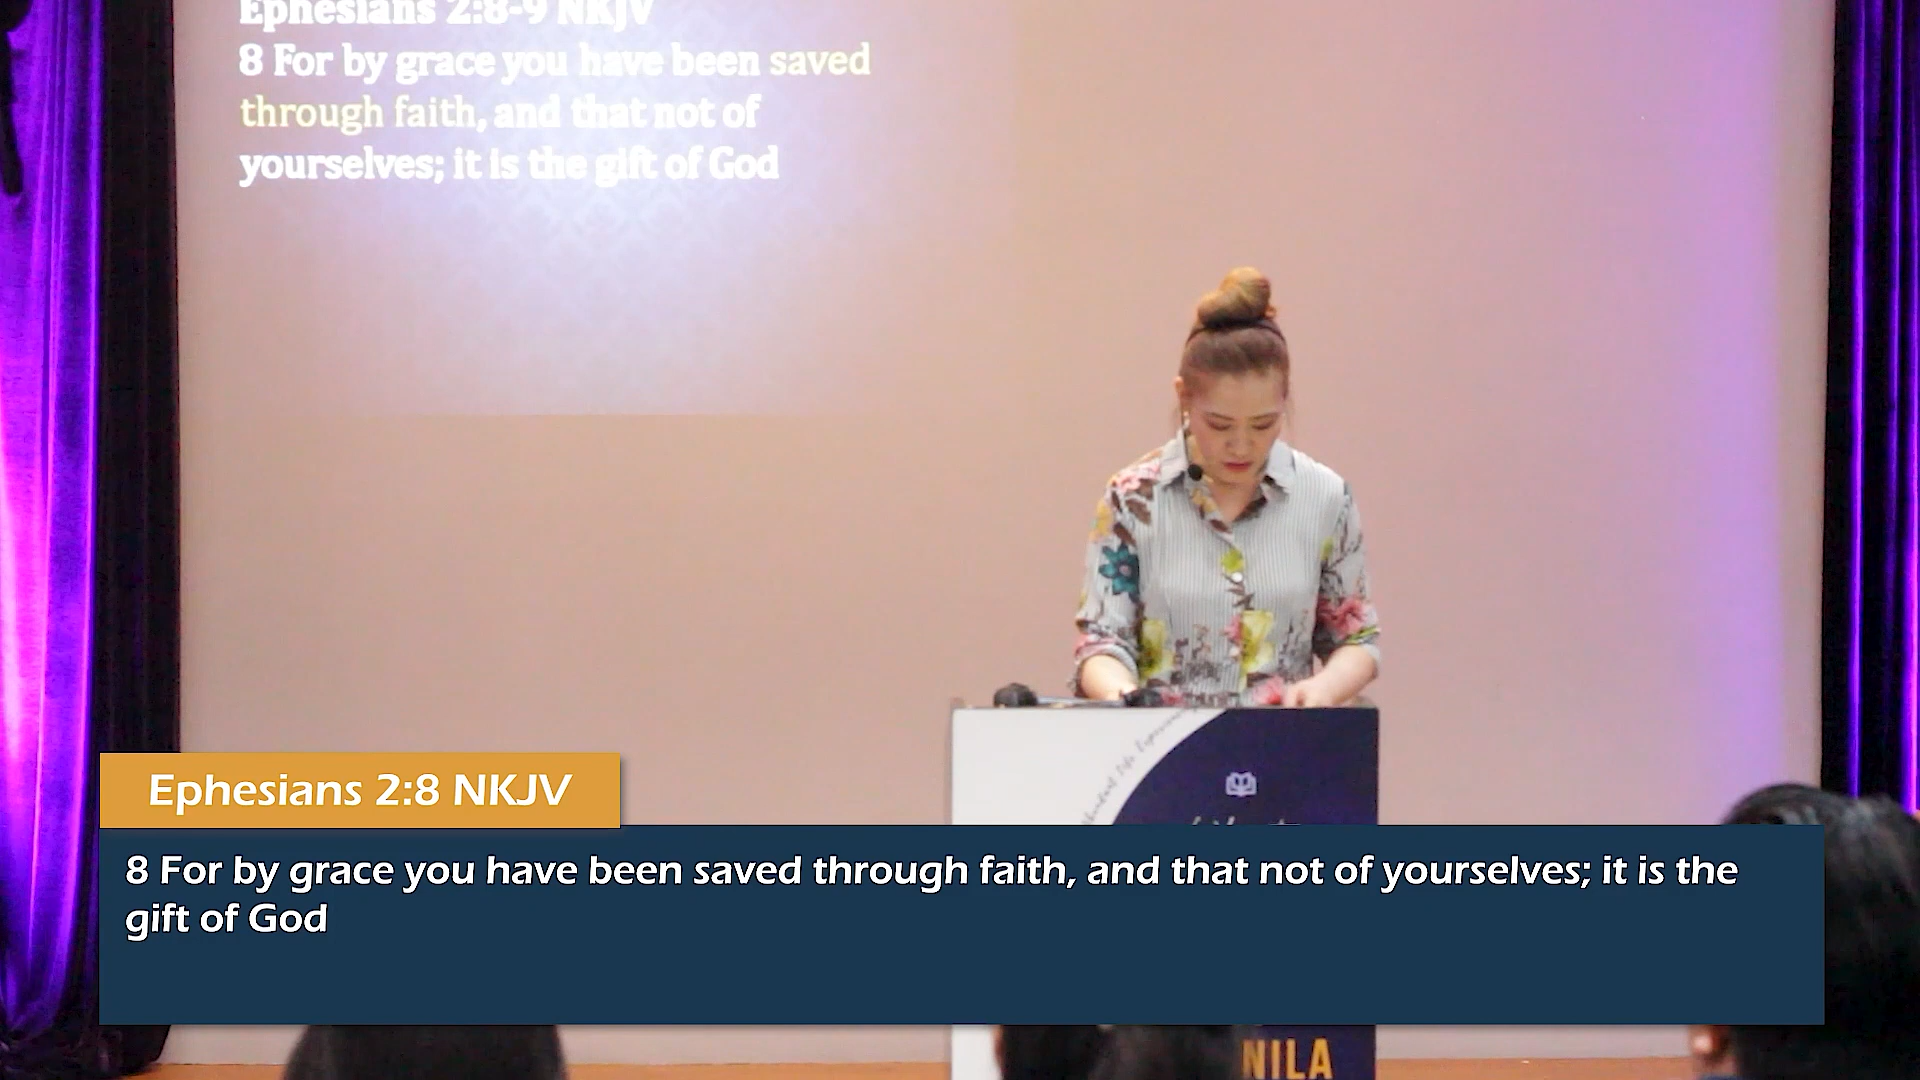 Ephesians 2:8-9 NKJV
8 For by grace you have been saved
through faith, and that not of
yourselves; it is the gift of God
Abundant Life
Ephesians 2:8 NKJV
8 For by grace you have been saved through faith, and that not of yourselves; it is the
gift of God
NILA